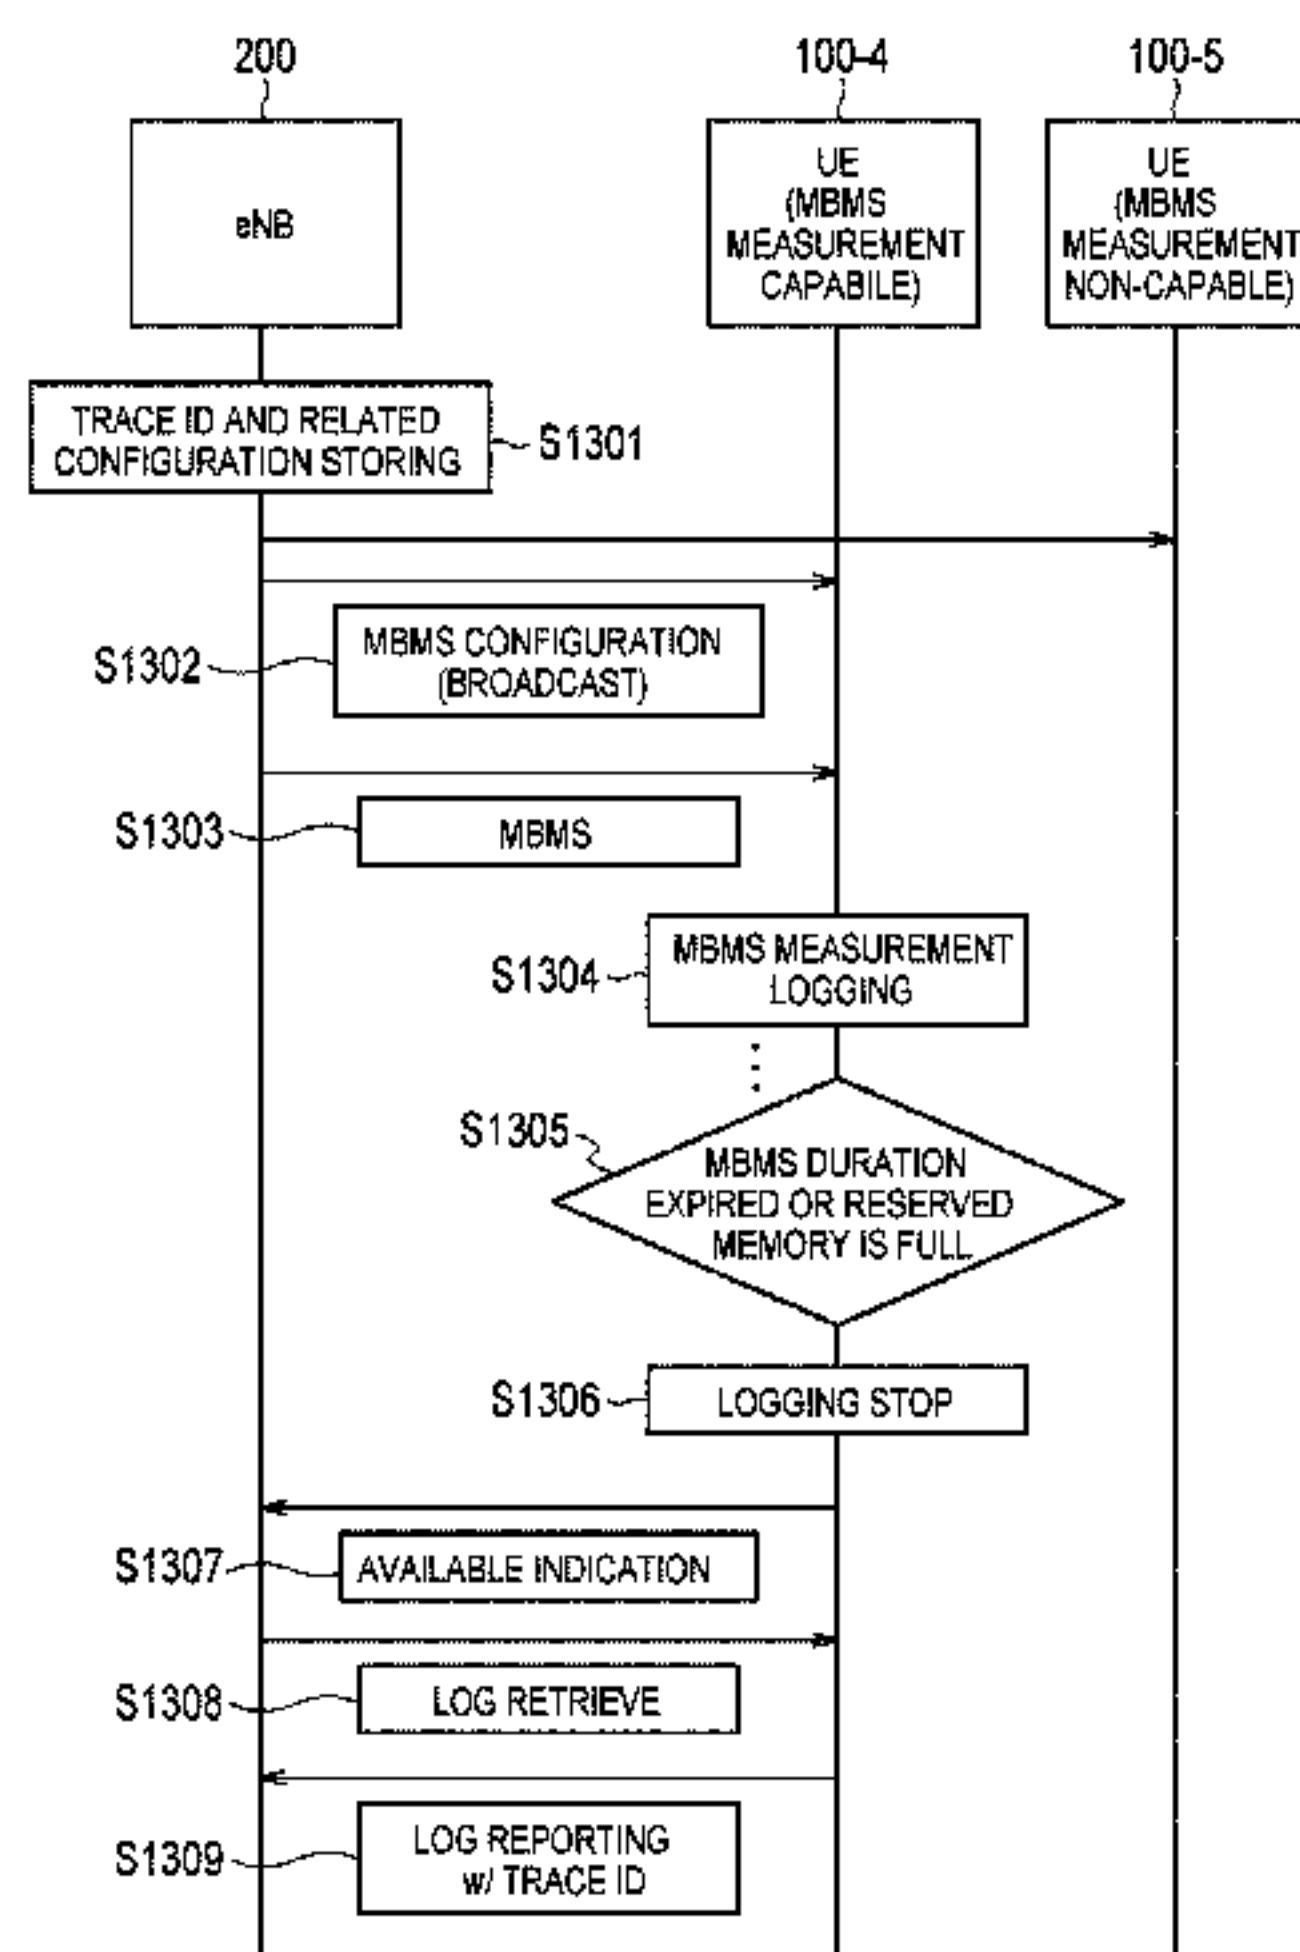 200
100-4
100-5
eNB
UE
(MBMS
MEASUREMENT
CAPABILE)
UE
(MBMS
MEASUREMENT
NON-CAPABLE)
TRACE ID AND RELATED
CONFIGURATION STORING
S1301
MBMS CONFIGURATION
(BROADCAST)
S1302
MBMS
S1303
MBMS MEASUREMENT
LOGGING
S1304
S1305
MBMS DURATION
EXPIRED OR RESERVED
MEMORY IS FULL
S1306
LOGGING STOP
S1307
AVAILABLE INDICATION
S1308
LOG RETRIEVE
S1309
LOG REPORTING
w/ TRACE ID